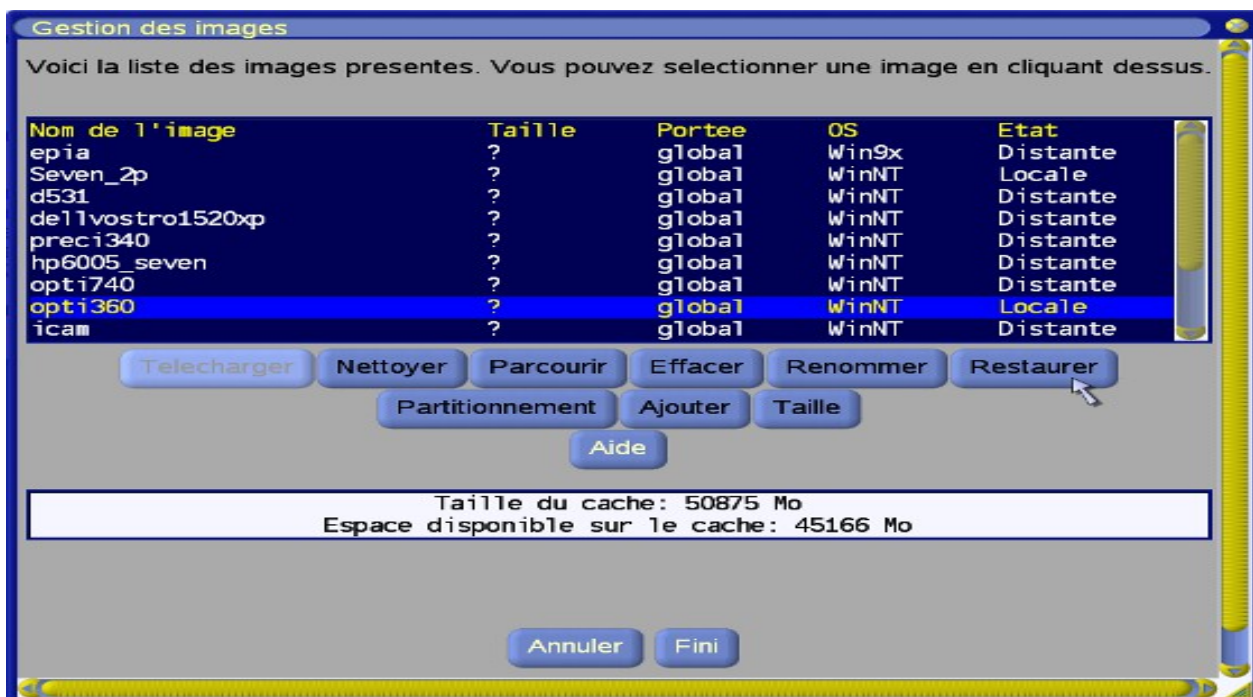 Gestion des images
Voici la liste des images presentes. Vous pouvez selectionner une image en cliquant dessus.
Nom de l'image Taille Portee OS Etat
epia ? global Win9x Distante
Seven_2p ? global WinNT Locale
d531 ? global WinNT Distante
dellvostro1520xp ? global WinNT Distante
preci340 ? global WinNT Distante
hp6005_seven ? global WinNT Distante
opti740 ? global WinNT Distante
opti360 ? global WinNT Locale
icam ? global WinNT Distante
Telecharger Nettoyer Parcourir Effacer Renommer Restaurer
Partitionnement Ajouter Taille
Aide
Taille du cache: 50875 Mo
Espace disponible sur le cache: 45166 Mo
Annuler Fini